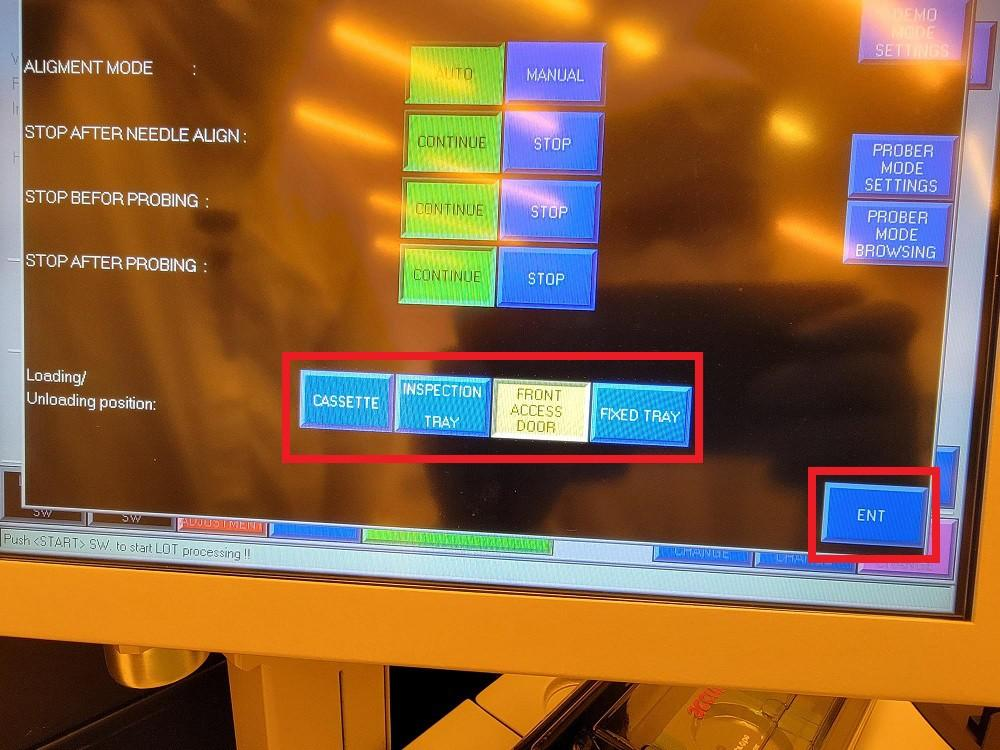 DEMO
MODE
SETTINGS
ALIGMENT MODE :
AUTO
MANUAL
STOP AFTER NEEDLE ALIGN :
CONTINUE
STOP
PROBER
MODE
SETTINGS
STOP BEFOR PROBING :
CONTINUE
STOP
PROBER
MODE
BROWSING
STOP AFTER PROBING :
CONTINUE
STOP
Loading/
Unloading position:
CASSETTE
INSPECTION
TRAY
FRONT
ACCESS
DOOR
FIXED TRAY
ENT
SW
SW
ADJUSTMENT
Push <START> SW. to start LOT processing !!
CHANGE